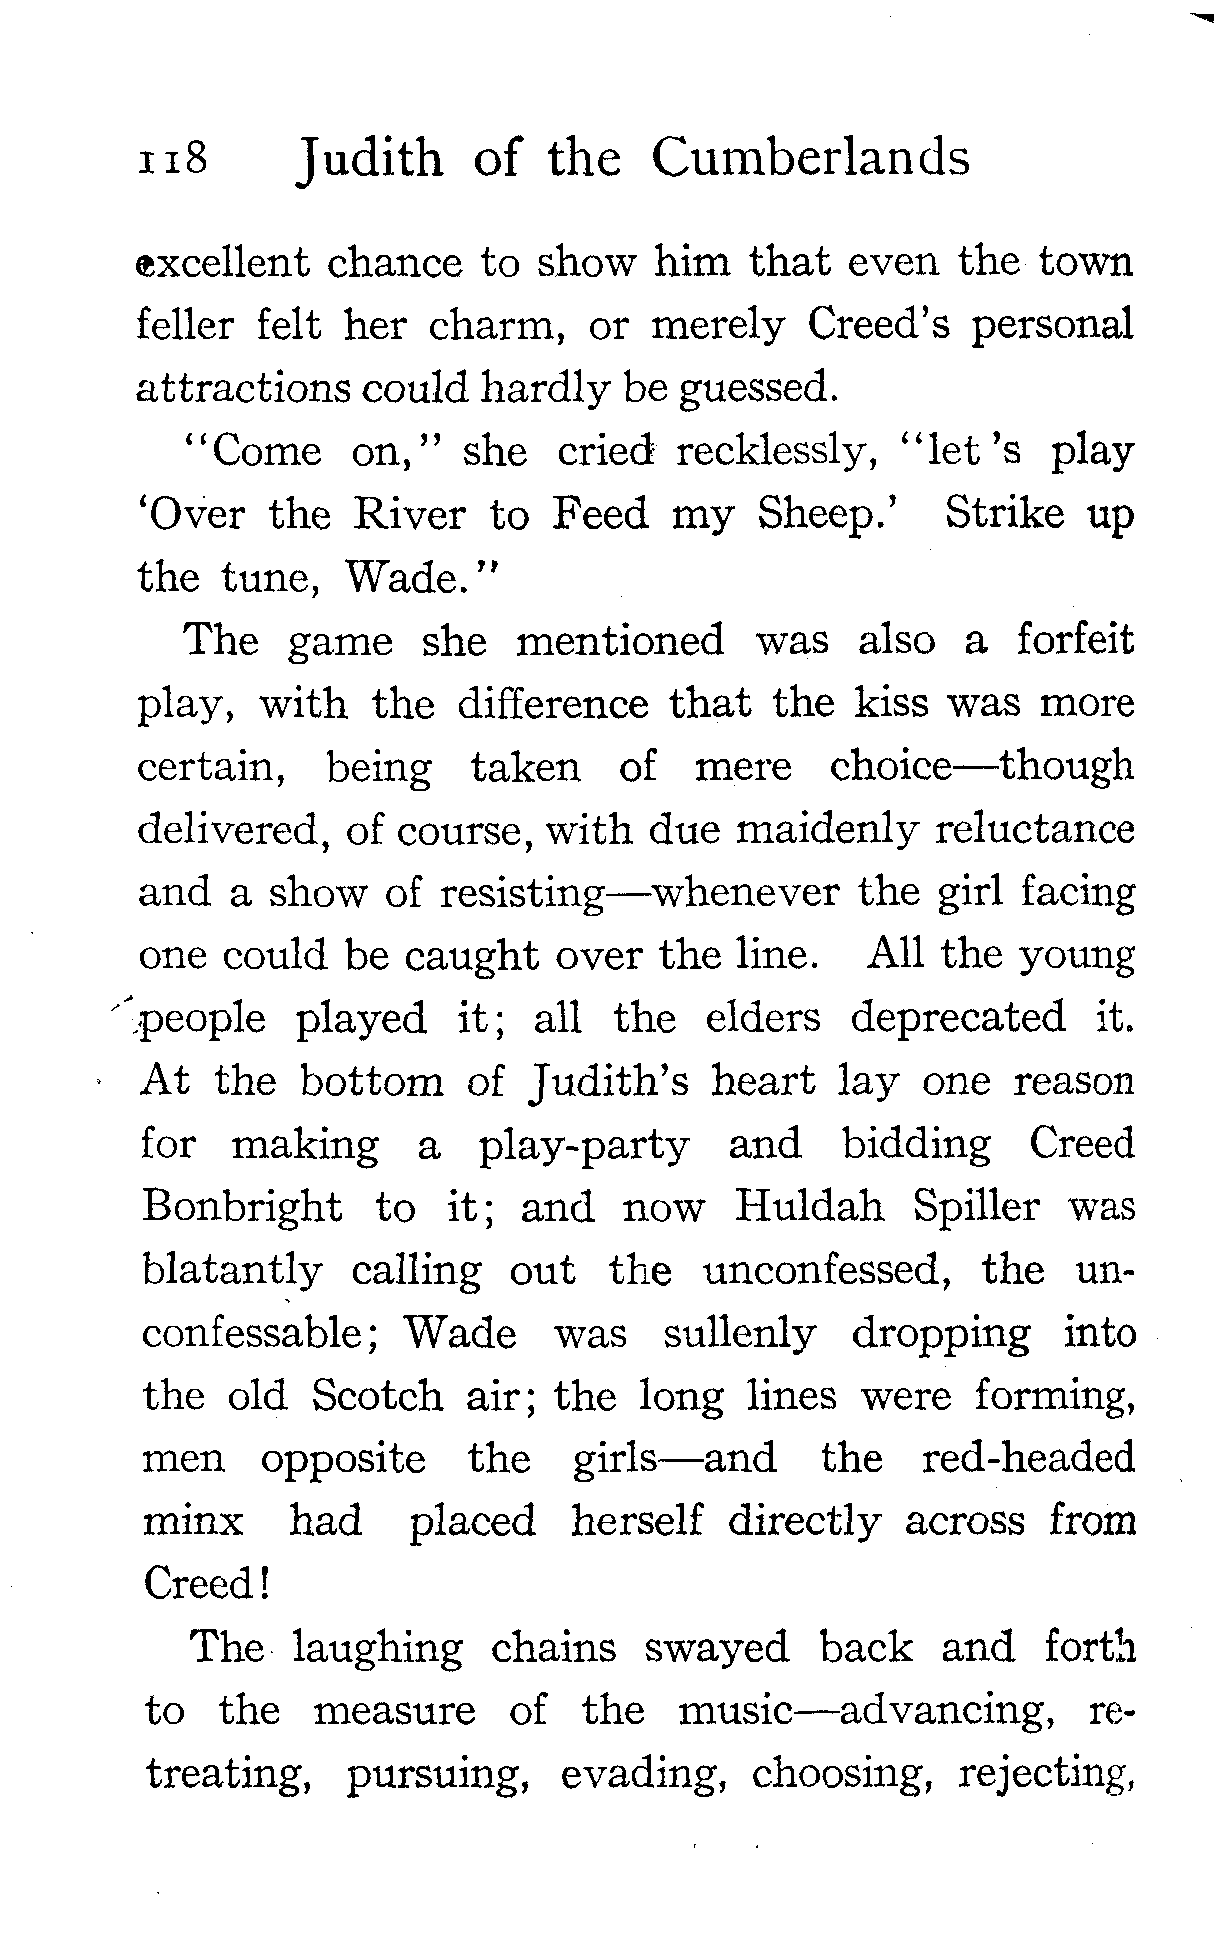 118 Judith of the Cumberlands
excellent chance to show him that even the town
feller felt her charm, or merely Creed's personal
attractions could hardly be guessed.
"Come on," she cried recklessly, "let 's play
'Over the River to Feed my Sheep.' Strike up
the tune, Wade."
The game she mentioned was also a forfeit
play, with the difference that the kiss was more
certain, being taken of mere choice—though
delivered, of course, with due maidenly reluctance
and a show of resisting—whenever the girl facing
one could be caught over the line. All the young
people played it; all the elders deprecated it.
At the bottom of Judith's heart lay one reason
for making a play-party and bidding Creed
Bonbright to it; and now Huldah Spiller was
blatantly calling out the unconfessed, the un-
confessable; Wade was sullenly dropping into
the old Scotch air; the long lines were forming,
men opposite the girls—and the red-headed
minx had placed herself directly across from
Creed!
The laughing chains swayed back and forth
to the measure of the music—advancing, re-
treating, pursuing, evading, choosing, rejecting,